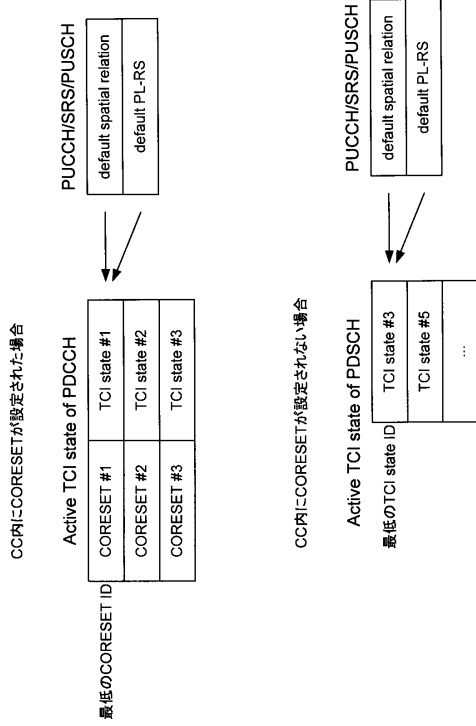 CC内にCORESETが設定された場合
Active TCI state of PDCCH
最低のCORESET ID
CORESET #1
TCI state #1
CORESET #2
TCI state #2
CORESET #3
TCI state #3
PUCCH/SRS/PUSCH
default spatial relation
default PL-RS
CC内にCORESETが設定されない場合
Active TCI state of PDSCH
最低のTCI state ID
TCI state #3
TCI state #5
...
PUCCH/SRS/PUSCH
default spatial relation
default PL-RS